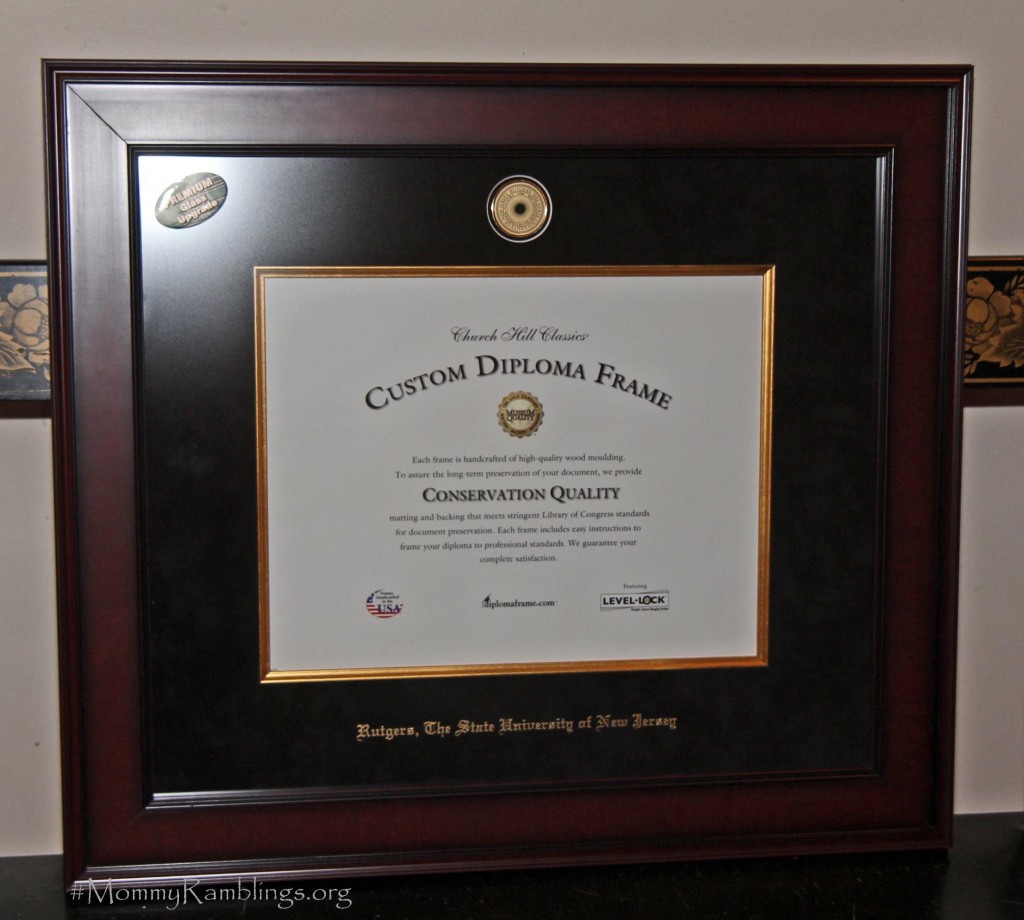 PREMIUM
Glass
Upgrade
Church Hill Classics
CUSTOM DIPLOMA FRAME
MUSEUM
QUALITY
Each frame is handcrafted of high-quality wood moulding.
To assure the long-term preservation of your document, we provide
CONSERVATION QUALITY
matting and backing that meets stringent Library of Congress standards
for document preservation. Each frame includes easy instructions to
frame your diploma to professional standards. We guarantee your
complete satisfaction.
USA
diplomaframe.com
Featuring
LEVEL-LOCK
Rutgers, The State University of New Jersey
#MommyRamblings.org